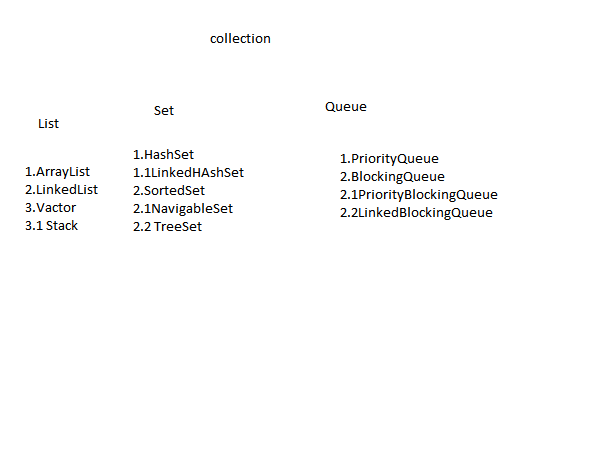 collection
List
1.ArrayList
2.LinkedList
3.Vactor
3.1 Stack
Set
1.HashSet
1.1LinkedHAshSet
2.SortedSet
2.1NavigableSet
2.2 TreeSet
Queue
1.PriorityQueue
2.BlockingQueue
2.1PriorityBlockingQueue
2.2LinkedBlockingQueue